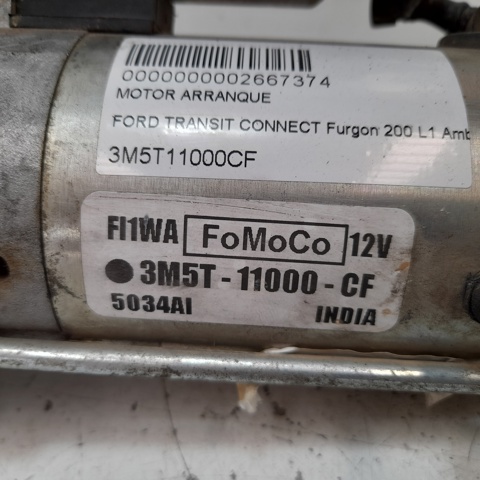 0000000002667374
MOTOR ARRANQUE
FORD TRANSIT CONNECT Furgon 200 L1 Amb
3M5T11000CF
FI1WA FoMoCo 12V
3M5T - 11000 - CF
5034AI INDIA